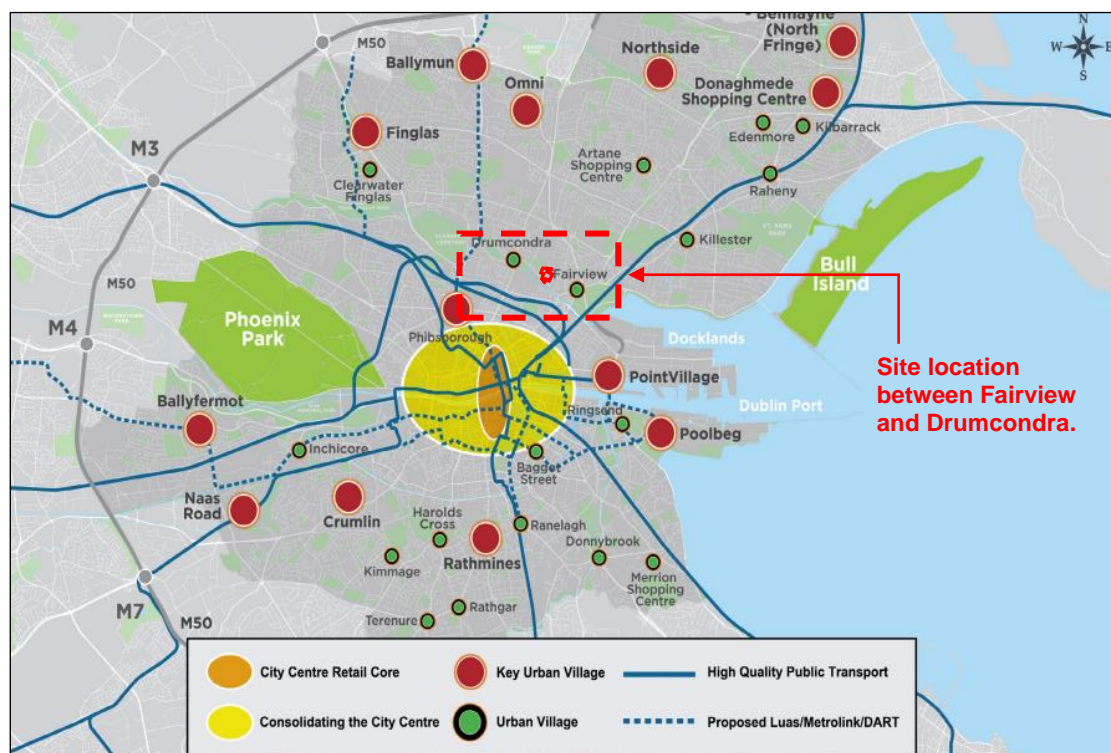 - Belmayne
(North
Fringe)
N
W
E
S
M50
Ballymun
Northside
Omni
Donaghmede
Shopping Centre
Finglas
Edenmore
Kilbarrack
M3
Artane
Shopping
Centre
Clearwater
Finglas
Raheny
ST. ANNE'S
PARK
Drumcondra
Killester
Fairview
M50
Bull
Island
M4
Phoenix
Park
Phibsborough
Docklands
Site location
between Fairview
and Drumcondra.
PointVillage
Ballyfermot
Dublin Port
Ringsend
Poolbeg
Inchicore
Baggot
Street
Naas
Road
Crumlin
Harolds
Cross
Ranelagh
Rathmines
Donnybrook
Kimmage
Merrion
Shopping
Centre
M7
Rathgar
Terenure
M50
City Centre Retail Core
Key Urban Village
High Quality Public Transport
Consolidating the City Centre
Urban Village
Proposed Luas/Metrolink/DART